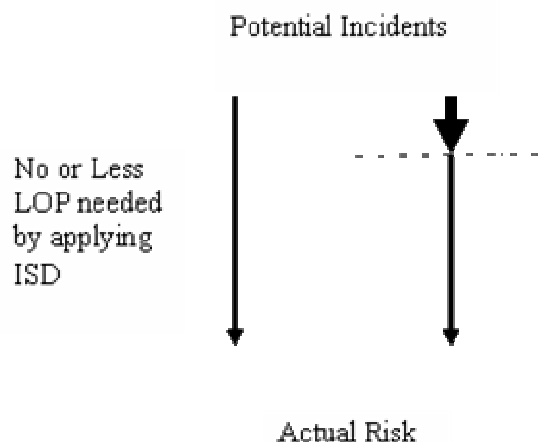 Potential Incidents
No or Less
LOP needed
by applying
ISD
Actual Risk